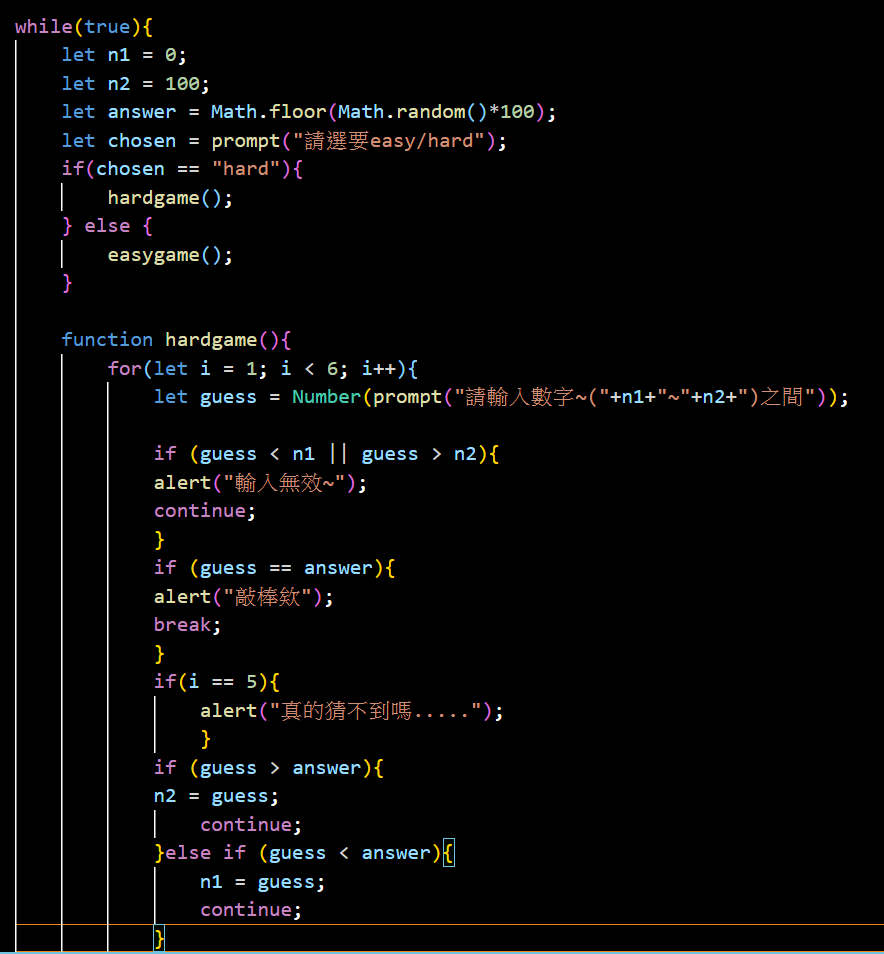 while(true){
let n1 = 0;
let n2 = 100;
let answer = Math.floor(Math.random()*100);
let chosen = prompt("請選要easy/hard");
if(chosen == "hard"){
hardgame();
} else {
easygame();
}
function hardgame(){
for(let i = 1; i < 6; i++){
let guess = Number(prompt("請輸入數字~("+n1+"~"+n2+")之間"));
if (guess < n1 || guess > n2){
alert("輸入無效~");
continue;
}
if (guess == answer){
alert("敲棒欸");
break;
}
if(i == 5){
alert("真的猜不到嗎.....");
}
if (guess > answer){
n2 = guess;
continue;
}else if (guess < answer){
n1 = guess;
continue;
}